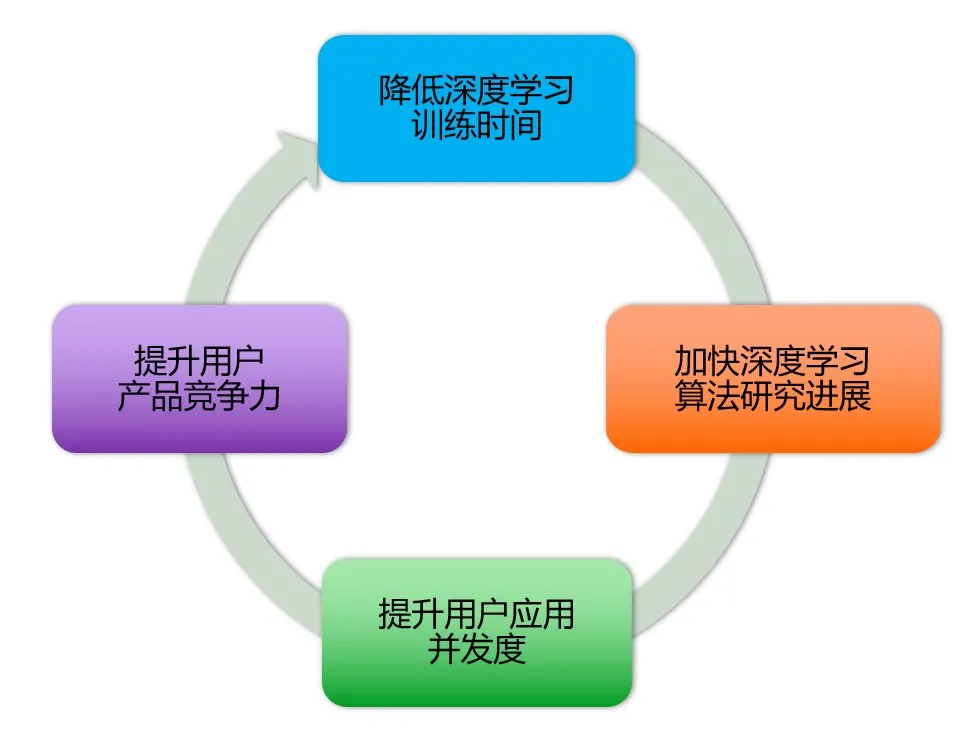 降低深度学习
训练时间
加快深度学习
算法研究进展
提升用户应用
并发度
提升用户
产品竞争力